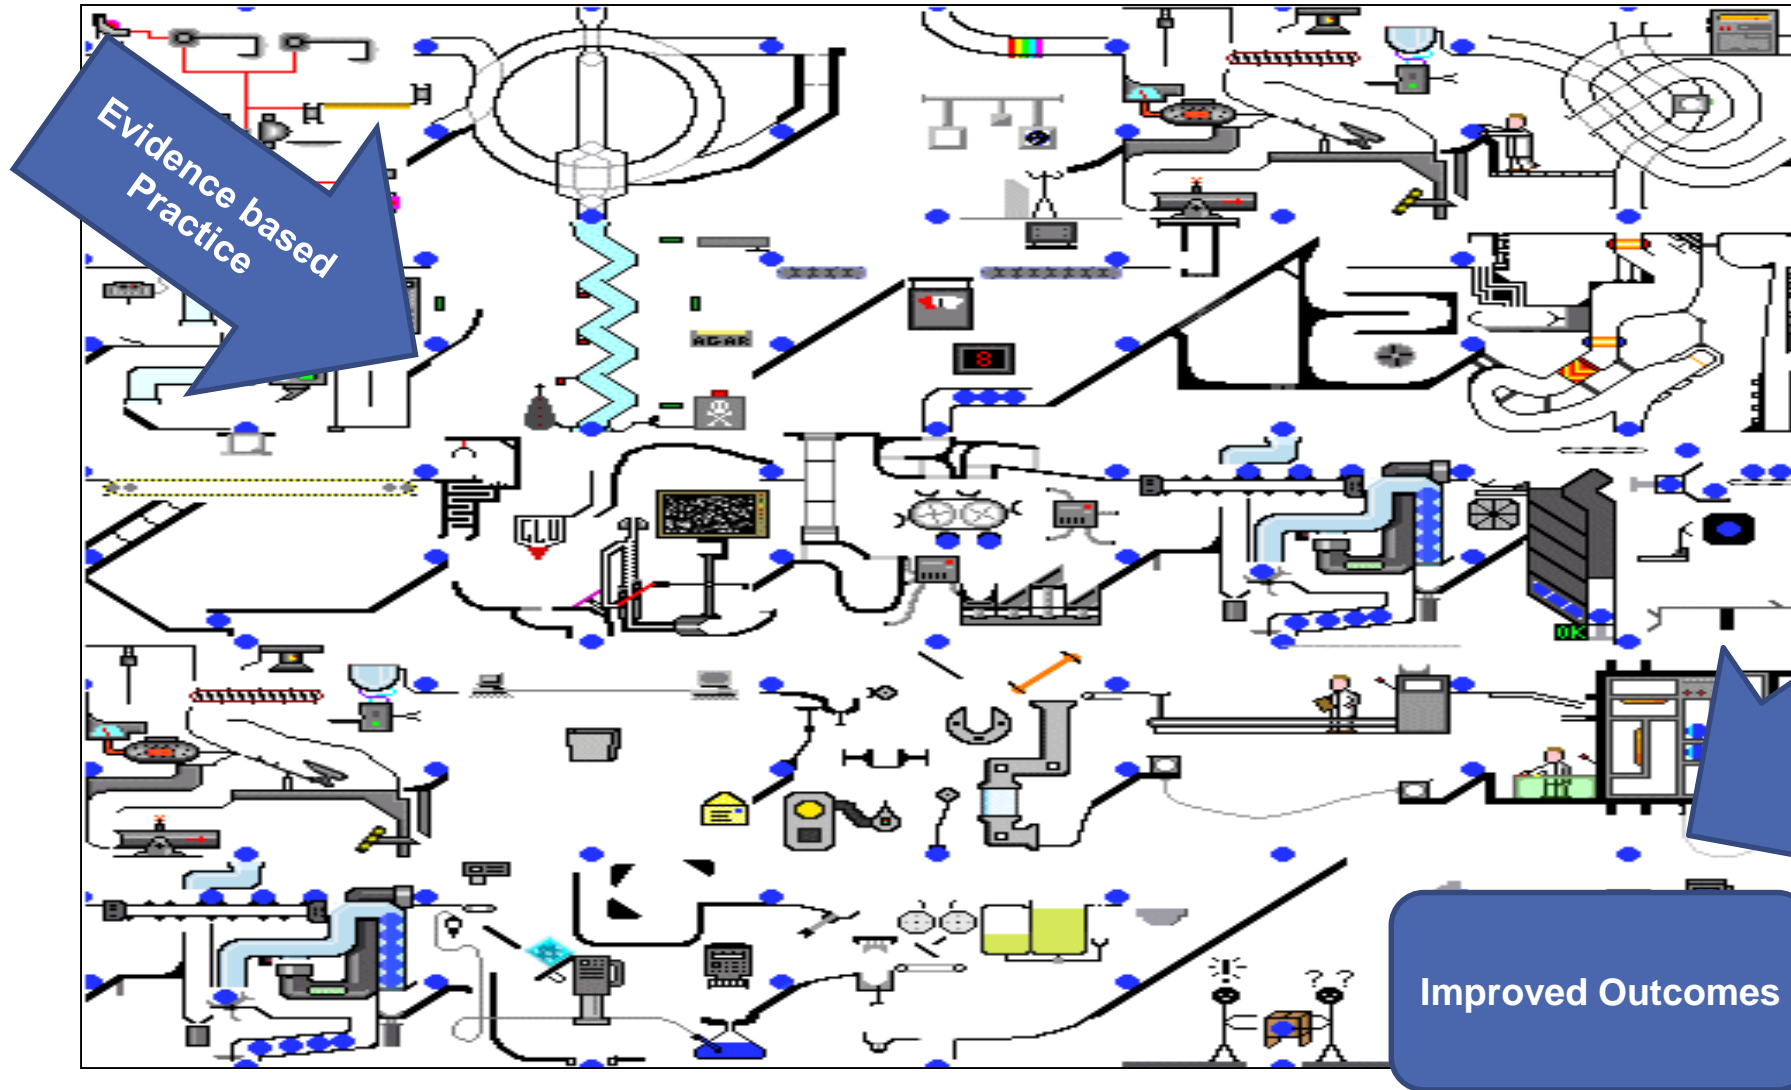 Evidence based
Practice
AGAR
8
GLU
OK
! ? ?
Improved Outcomes